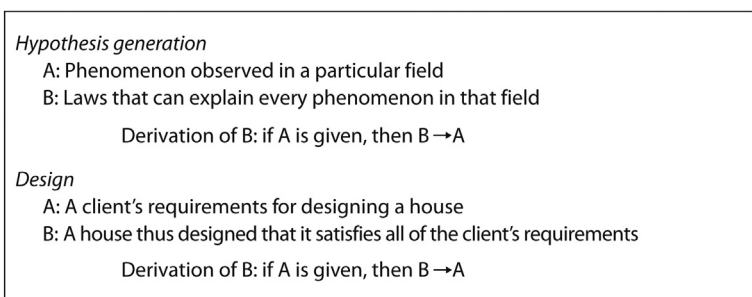 Hypothesis generation
A: Phenomenon observed in a particular field
B: Laws that can explain every phenomenon in that field
Derivation of B: if A is given, then B → A
Design
A: A client’s requirements for designing a house
B: A house thus designed that it satisfies all of the client’s requirements
Derivation of B: if A is given, then B → A